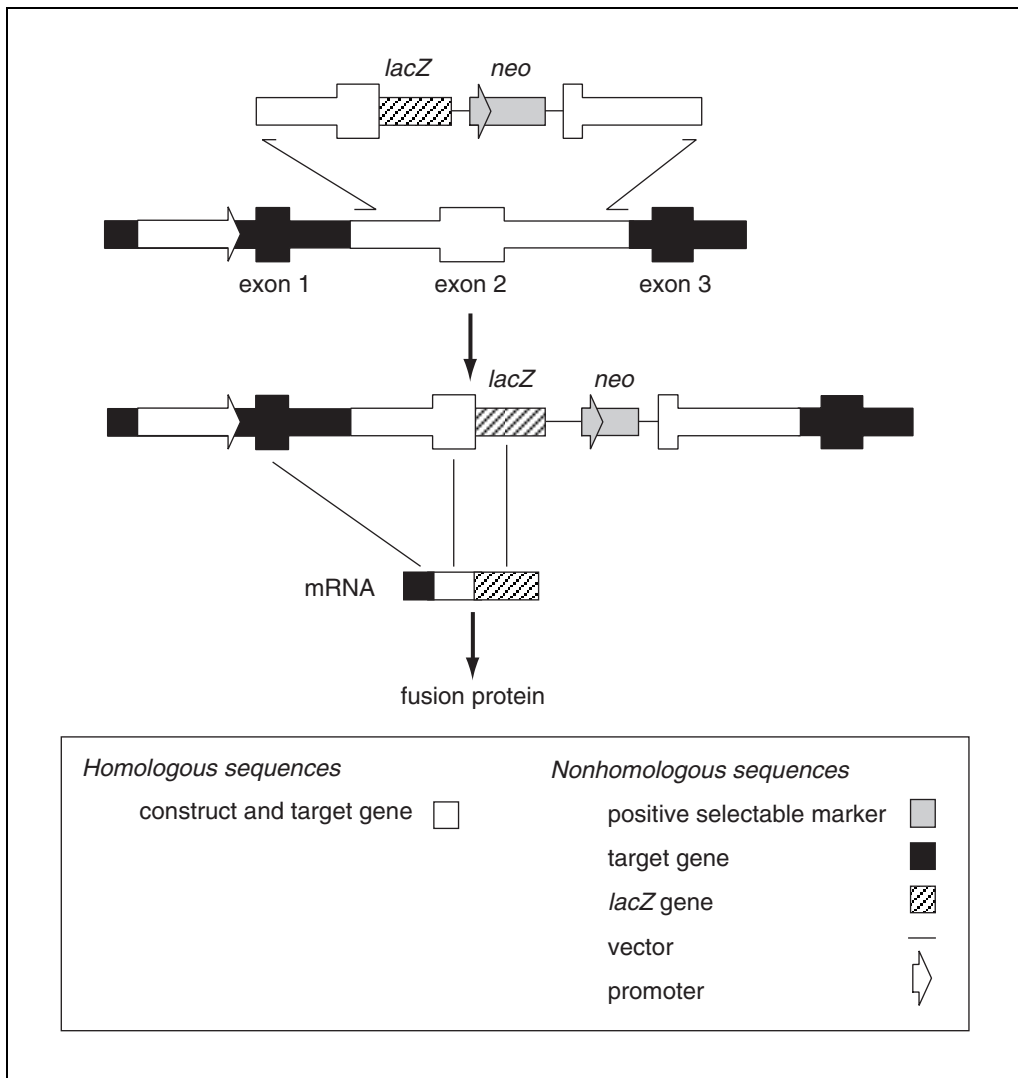 lacZ neo
exon 1 exon 2 exon 3
lacZ neo
mRNA
fusion protein
Homologous sequences
construct and target gene
Nonhomologous sequences
positive selectable marker
target gene
lacZ gene
vector
promoter